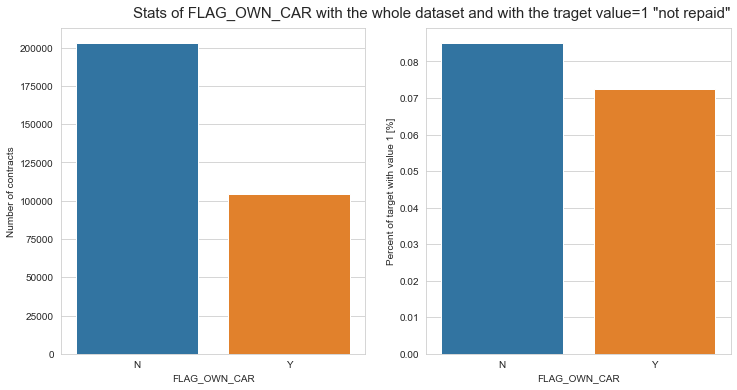 Stats of FLAG_OWN_CAR with the whole dataset and with the traget value=1 "not repaid"
Number of contracts
200000
175000
150000
125000
100000
75000
50000
25000
0
N
Y
FLAG_OWN_CAR
Percent of target with value 1 [%]
0.08
0.07
0.06
0.05
0.04
0.03
0.02
0.01
0.00
N
Y
FLAG_OWN_CAR